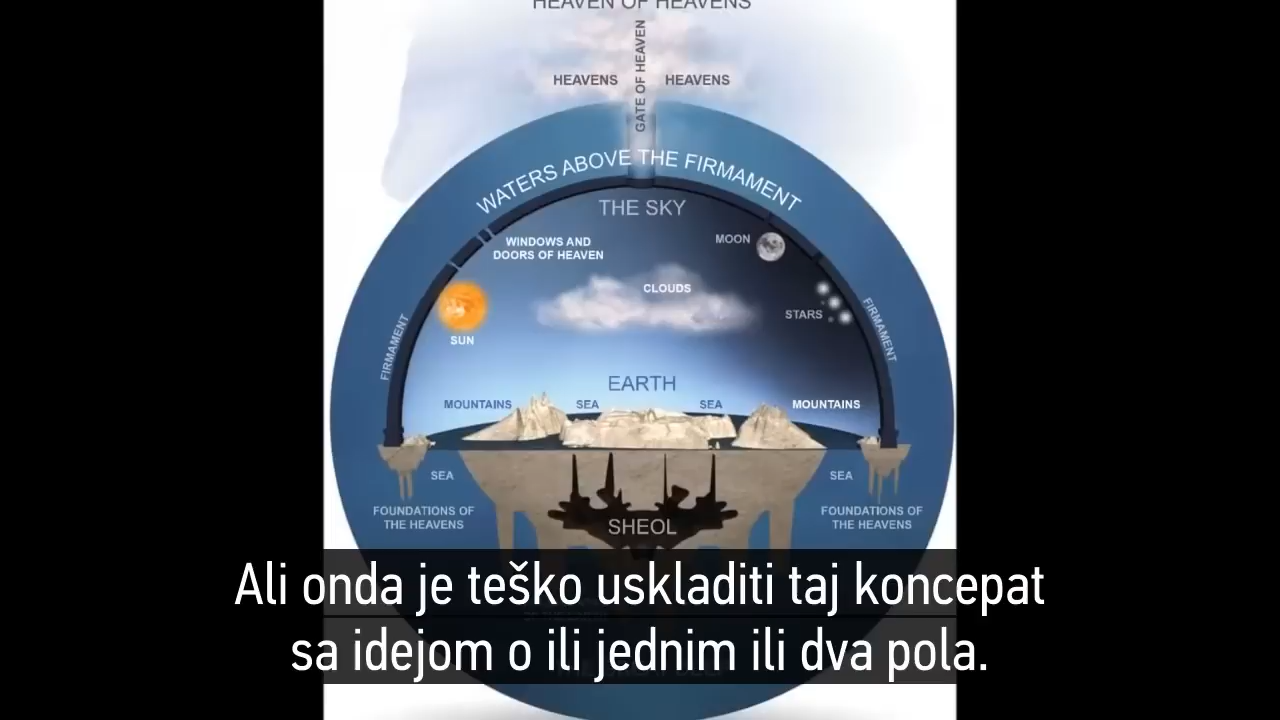 HEAVEN OF HEAVENS
GATE OF HEAVEN
HEAVENS HEAVENS
WATERS ABOVE THE FIRMAMENT
THE SKY
WINDOWS AND
DOORS OF HEAVEN
MOON
CLOUDS
STARS
SUN
FIRMAMENT
FIRMAMENT
EARTH
MOUNTAINS SEA SEA MOUNTAINS
SEA SEA
FOUNDATIONS OF
THE HEAVENS
FOUNDATIONS OF
THE HEAVENS
SHEOL
Ali onda je teško uskladiti taj koncepat
sa idejom o ili jednim ili dva pola.